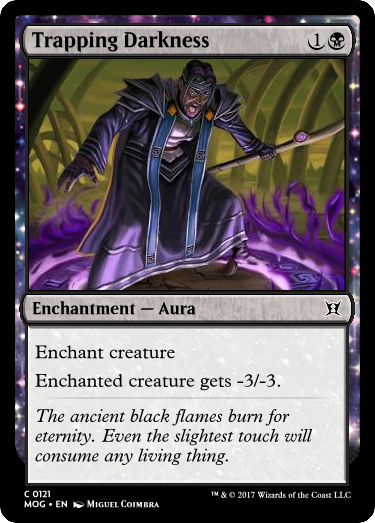 Trapping Darkness 1
Enchantment — Aura
Enchant creature
Enchanted creature gets -3/-3.
The ancient black flames burn for
eternity. Even the slightest touch will
consume any living thing.
C 0121
MOG • EN Miguel Coimbra
™ & © 2017 Wizards of the Coast LLC